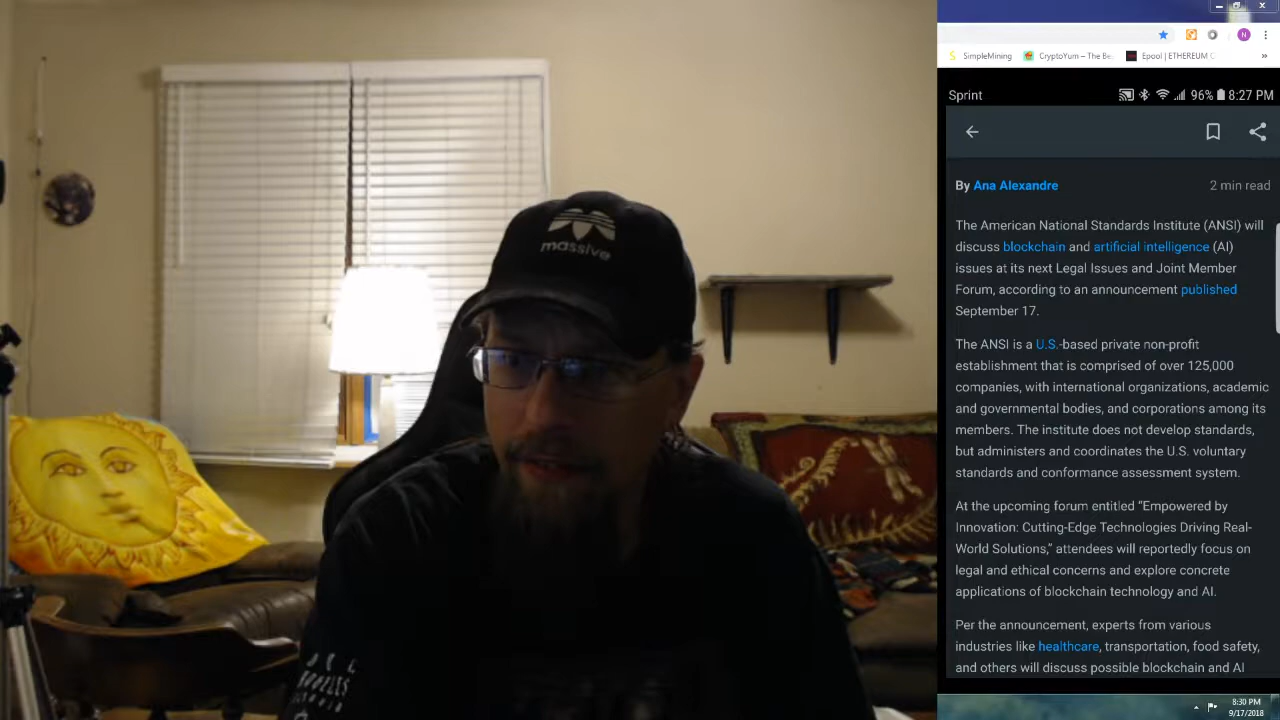 SimpleMining
CryptoYum – The Be
Epool | ETHEREUM
Sprint
96%
8:27 PM
By Ana Alexandre
2 min read
The American National Standards Institute (ANSI) will
discuss blockchain and artificial intelligence (AI)
issues at its next Legal Issues and Joint Member
Forum, according to an announcement published
September 17.
The ANSI is a U.S.-based private non-profit
establishment that is comprised of over 125,000
companies, with international organizations, academic
and governmental bodies, and corporations among its
members. The institute does not develop standards,
but administers and coordinates the U.S. voluntary
standards and conformance assessment system.
At the upcoming forum entitled “Empowered by
Innovation: Cutting-Edge Technologies Driving Real-
World Solutions,” attendees will reportedly focus on
legal and ethical concerns and explore concrete
applications of blockchain technology and AI.
Per the announcement, experts from various
industries like healthcare, transportation, food safety,
and others will discuss possible blockchain and AI
massive
8:30 PM
9/17/2018